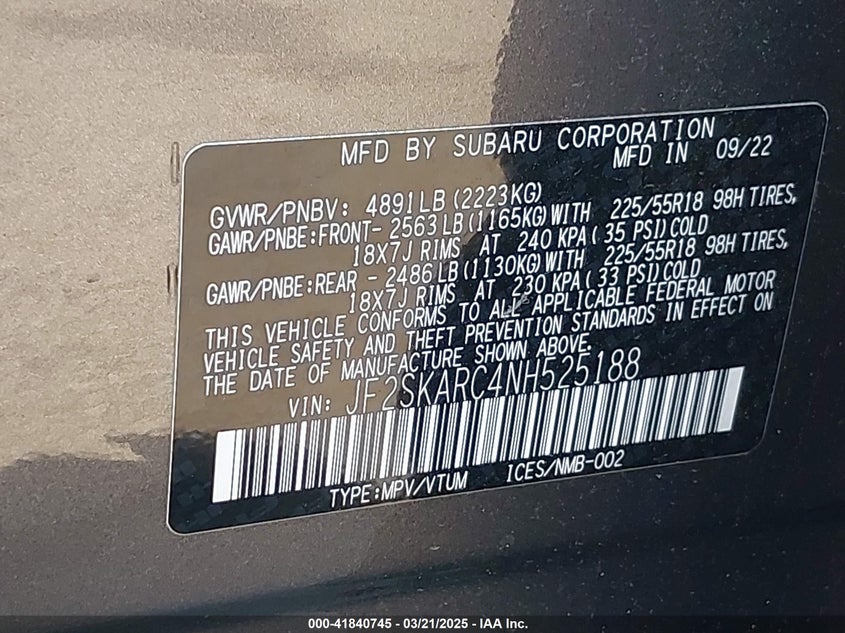 MFD BY SUBARU CORPORATION
MFD IN 09/22
GVWR/PNBV: 4891LB (2223KG)
GAWR/PNBE:FRONT- 2563LB(1165KG)WITH 225/55R18 98H TIRES,
18X7J RIMS AT 240 KPA( 35 PSI)COLD
GAWR/PNBE:REAR - 2486LB(1130KG)WITH 225/55R18 98H TIRES,
18X7J RIMS AT 230 KPA( 33 PSI)COLD
THIS VEHICLE CONFORMS TO ALL APPLICABLE FEDERAL MOTOR
VEHICLE SAFETY AND THEFT PREVENTION STANDARDS IN EFFECT ON
THE DATE OF MANUFACTURE SHOWN ABOVE.
VIN: JF2SKARC4NH525188
TYPE:MPV/VTUM ICES/NMB-002
000-41840745 - 03/21/2025 - IAA Inc.